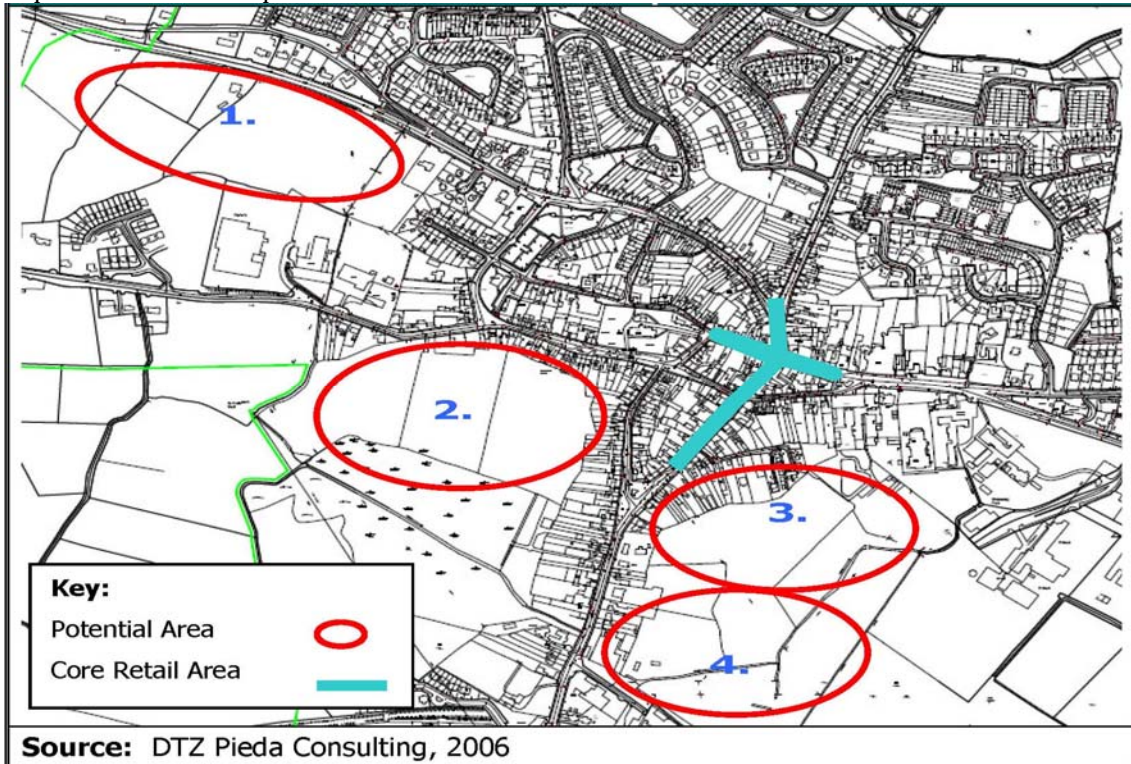 1.
2.
3.
4.
Key:
Potential Area
Core Retail Area
Source: DTZ Pieda Consulting, 2006